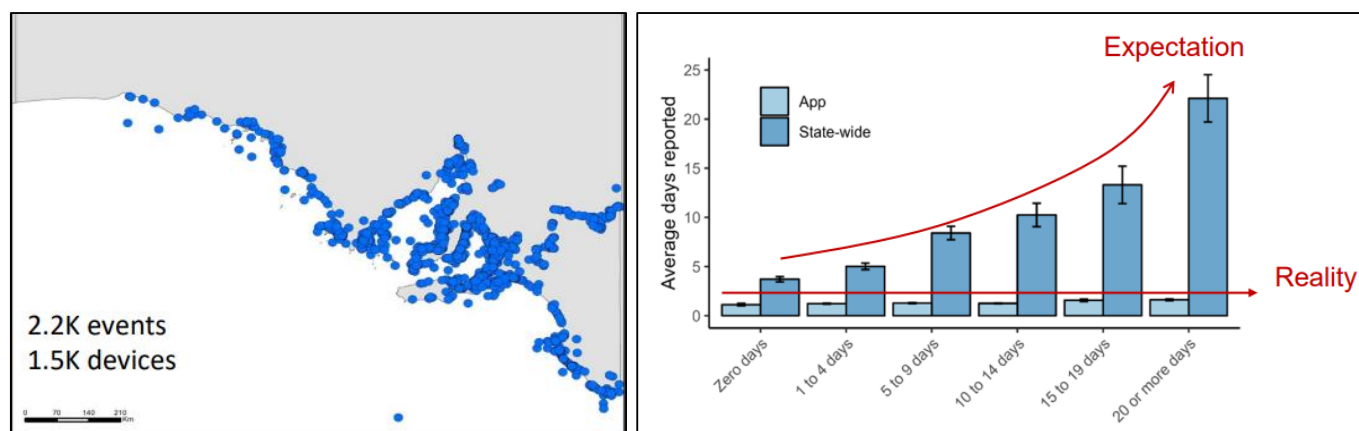 2.2K events
1.5K devices
0 70 140 210
Km
Expectation
Reality
App
State-wide
Average days reported
25
20
15
10
5
0
Zero days
1 to 4 days
5 to 9 days
10 to 14 days
15 to 19 days
20 or more days